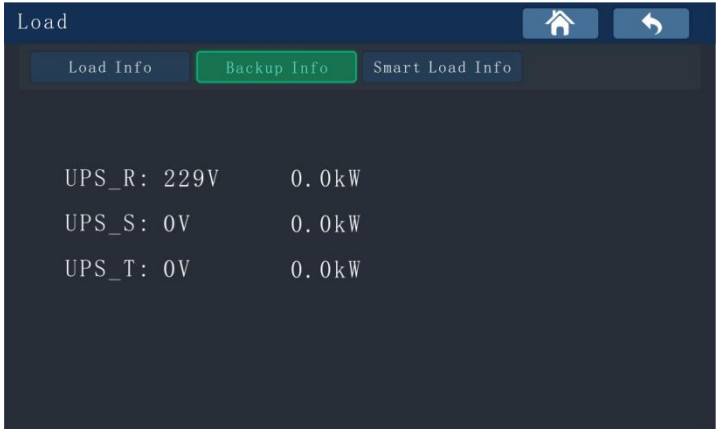 Load
Load Info Backup Info Smart Load Info
UPS_R: 229V 0.0kW
UPS_S: 0V 0.0kW
UPS_T: 0V 0.0kW